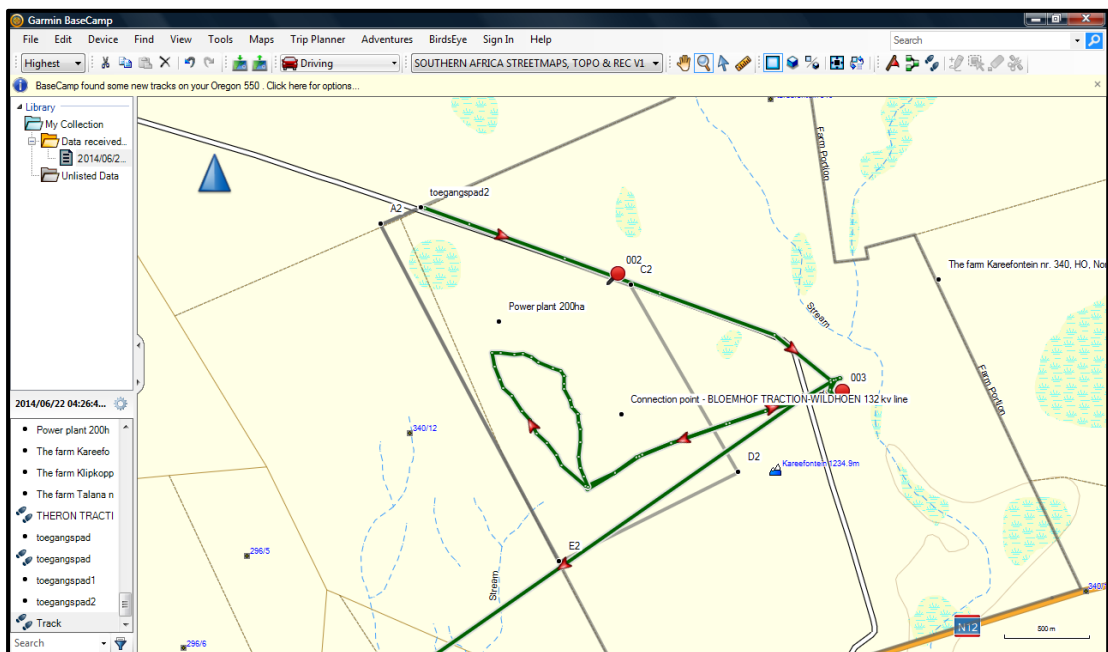 Garmin BaseCamp
File Edit Device Find View Tools Maps Trip Planner Adventures BirdsEye Sign In Help
Search
Highest
Driving
SOUTHERN AFRICA STREETMAPS, TOPO & REC V1
BaseCamp found some new tracks on your Oregon 550 . Click here for options...
Library
My Collection
Data received...
2014/06/2...
Unlisted Data
2014/06/22 04:26:4...
Power plant 200h
The farm Kareefo
The farm Klipkopp
The farm Talana n
THERON TRACTI
toegangspad
toegangspad
toegangspad1
toegangspad2
Track
Search
Farm Portion
toegangspad2
A2
002
C2
The farm Kareefontein nr. 340, HO, Nor
Power plant 200ha
Stream
003
Farm Portion
Connection point - BLOEMHOF TRACTION-WILDHOEN 132 kv line
340/12
D2
Kareefontein 1234.9m
E2
296/5
Stream
340/
N12
500 m
296/6